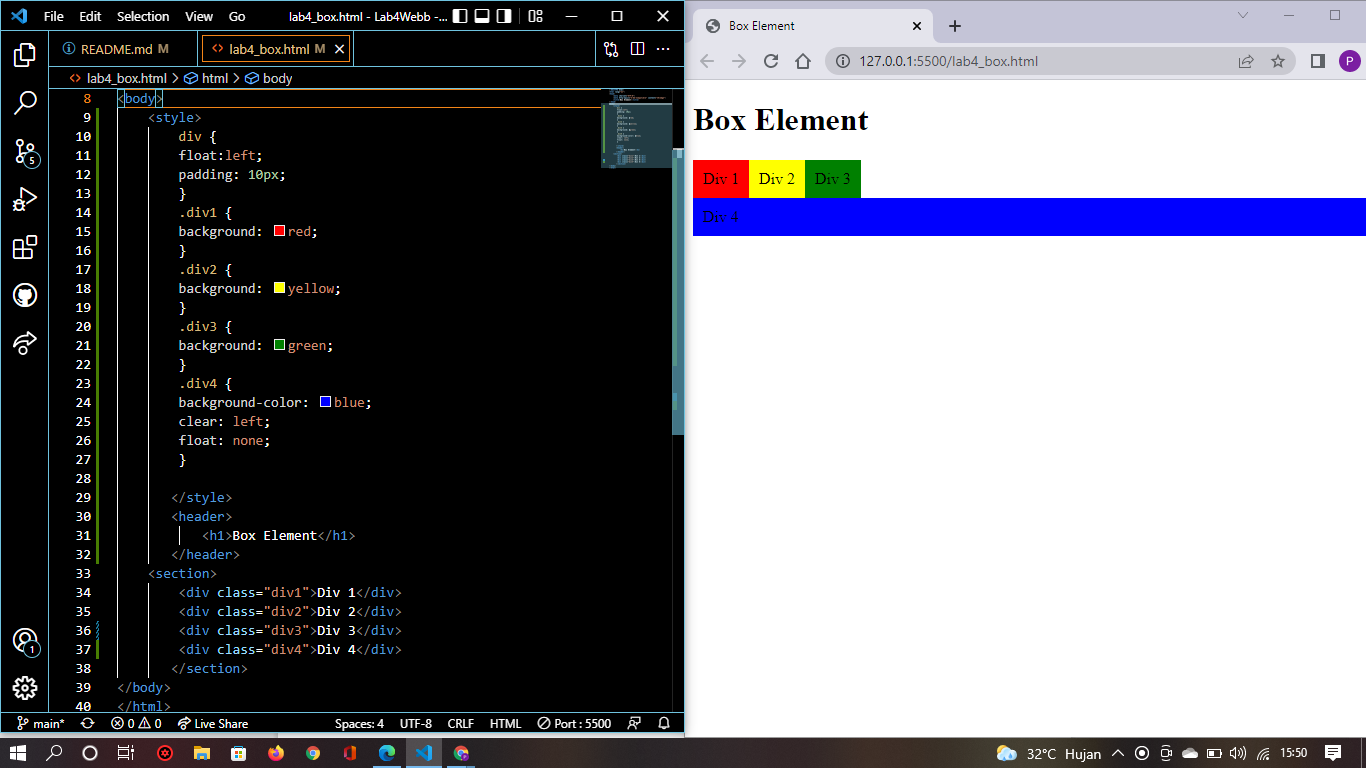 File Edit Selection View Go lab4_box.html - Lab4Webb -...
README.md M lab4_box.html M
lab4_box.html > html > body
8 <body>
9 <style>
10 div {
11 float:left;
12 padding: 10px;
13 }
14 .div1 {
15 background: red;
16 }
17 .div2 {
18 background: yellow;
19 }
20 .div3 {
21 background: green;
22 }
23 .div4 {
24 background-color: blue;
25 clear: left;
26 float: none;
27 }
28
29 </style>
30 <header>
31 <h1>Box Element</h1>
32 </header>
33 <section>
34 <div class="div1">Div 1</div>
35 <div class="div2">Div 2</div>
36 <div class="div3">Div 3</div>
37 <div class="div4">Div 4</div>
38 </section>
39 </body>
40 </html>
5
1
main* 0 0 Live Share Spaces: 4 UTF-8 CRLF HTML Port : 5500
Box Element
127.0.0.1:5500/lab4_box.html
P
Box Element
Div 1 Div 2 Div 3
Div 4
32°C Hujan 15:50